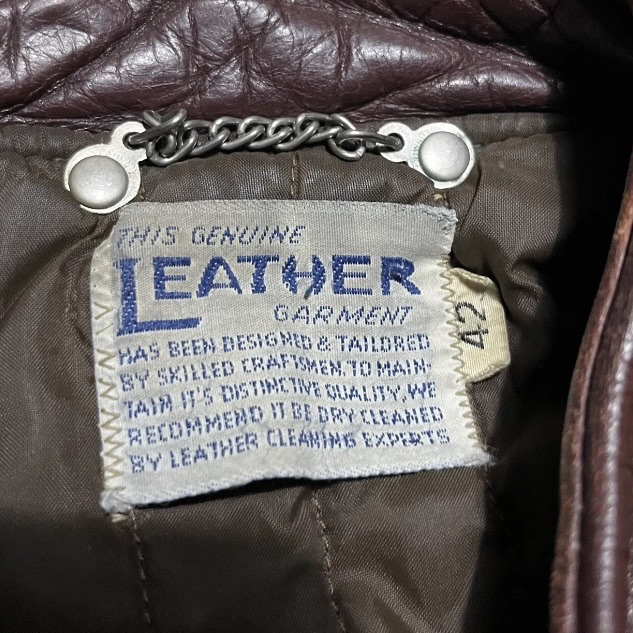 THIS GENUINE
LEATHER
GARMENT
HAS BEEN DESIGNED & TAILORED
BY SKILLED CRAFTSMEN. TO MAIN-
TAIN IT'S DISTINCTIVE QUALITY, WE
RECOMMEND IT BE DRY CLEANED
BY LEATHER CLEANING EXPERTS
42